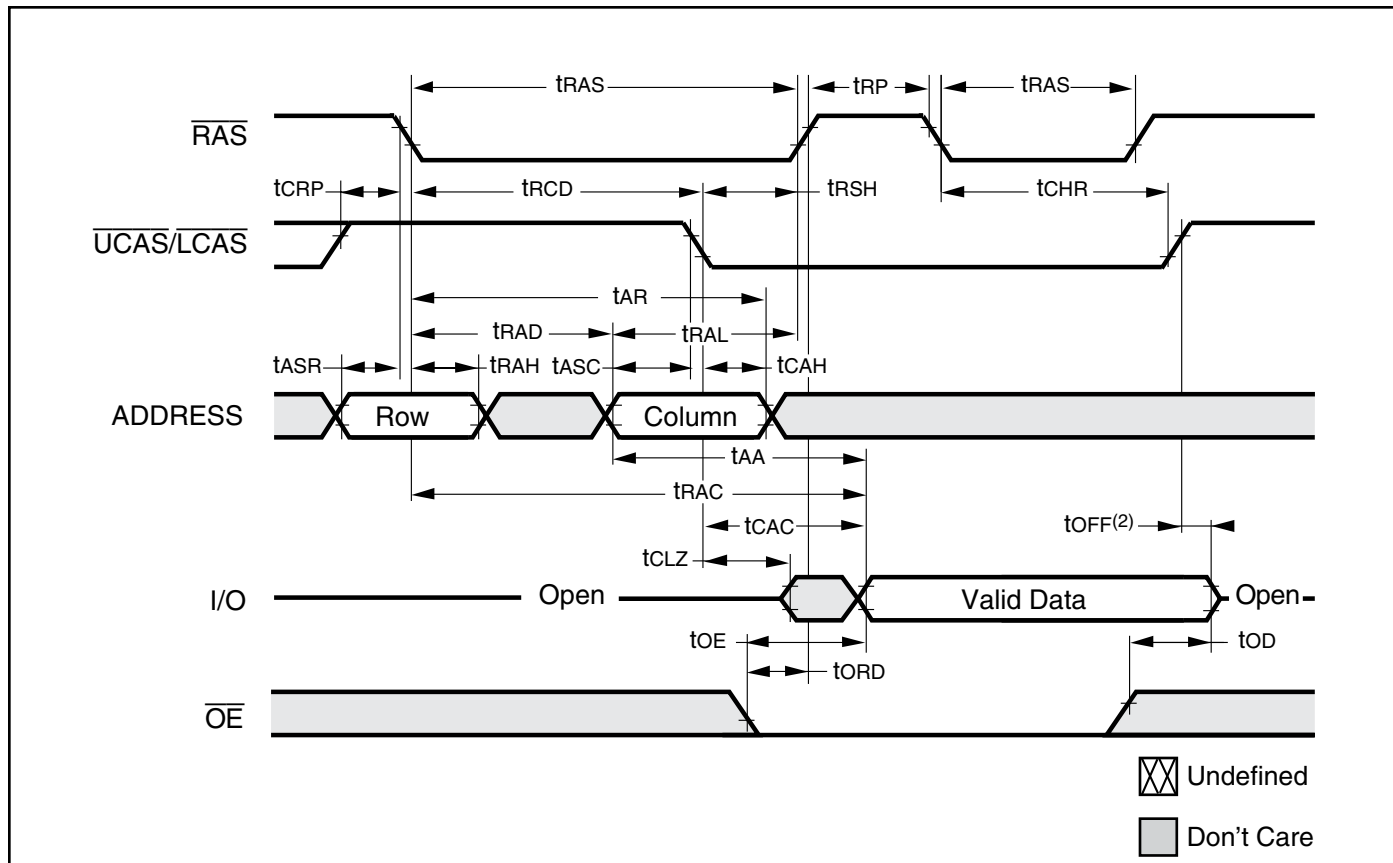 tRAS tRP tRAS
RAS
tCRP tRCD tRSH tCHR
UCAS/LCAS
tAR
tRAD tRAL
tASR tRAH tASC tCAH
ADDRESS Row Column
tAA
tRAC
tCAC tOFF(2)
tCLZ
I/O Open Valid Data Open
tOE tOD
tORD
OE
Undefined
Don't Care